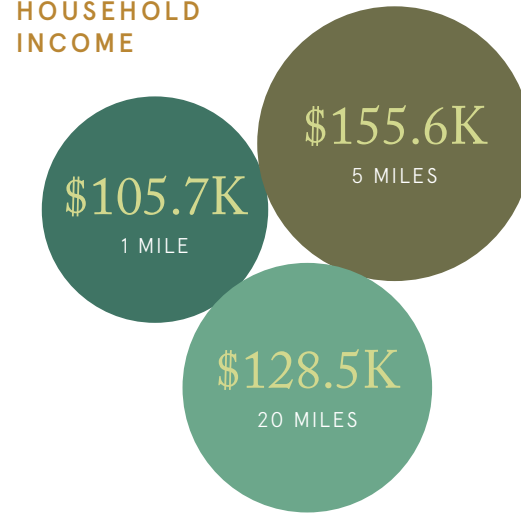 HOUSEHOLD
INCOME
$155.6K
5 MILES
$105.7K
1 MILE
$128.5K
20 MILES